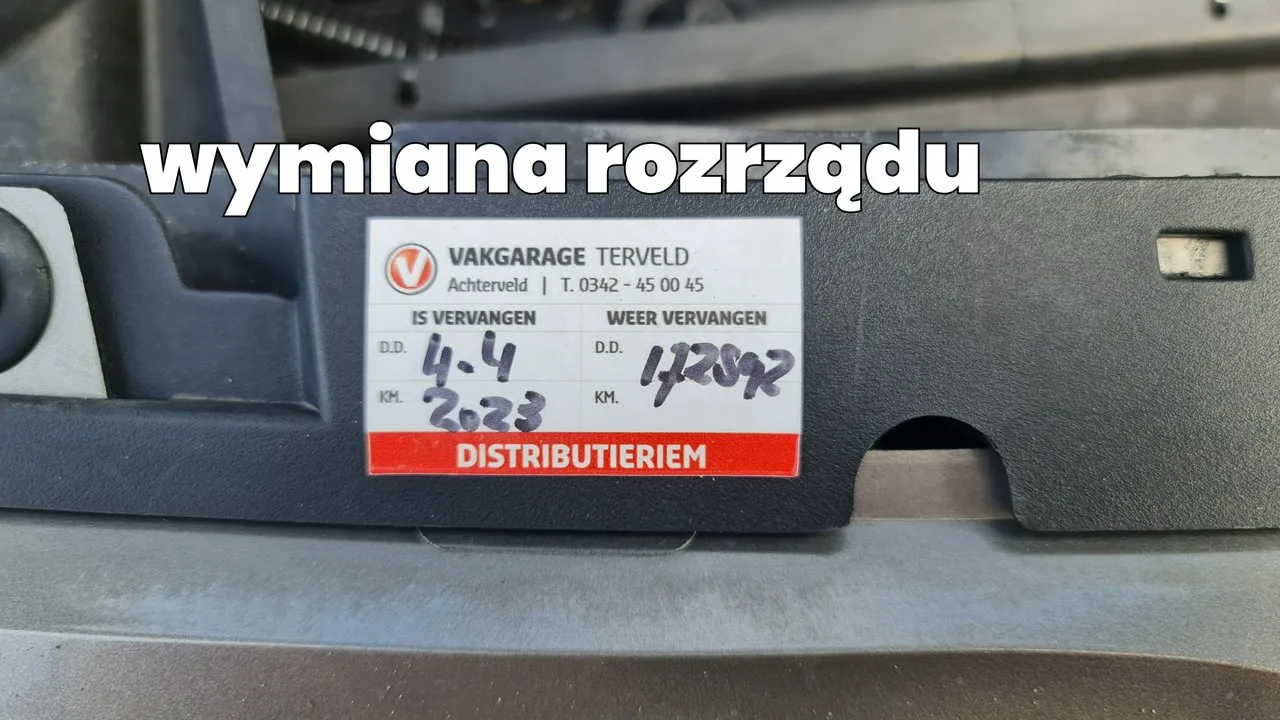 wymiana rozrządu
V VAKGARAGE TERVELD
Achterveld | T. 0342 - 45 00 45
IS VERVANGEN WEER VERVANGEN
D.D. 4.4 D.D. 172892
KM. 2023 KM.
DISTRIBUTIERIEM